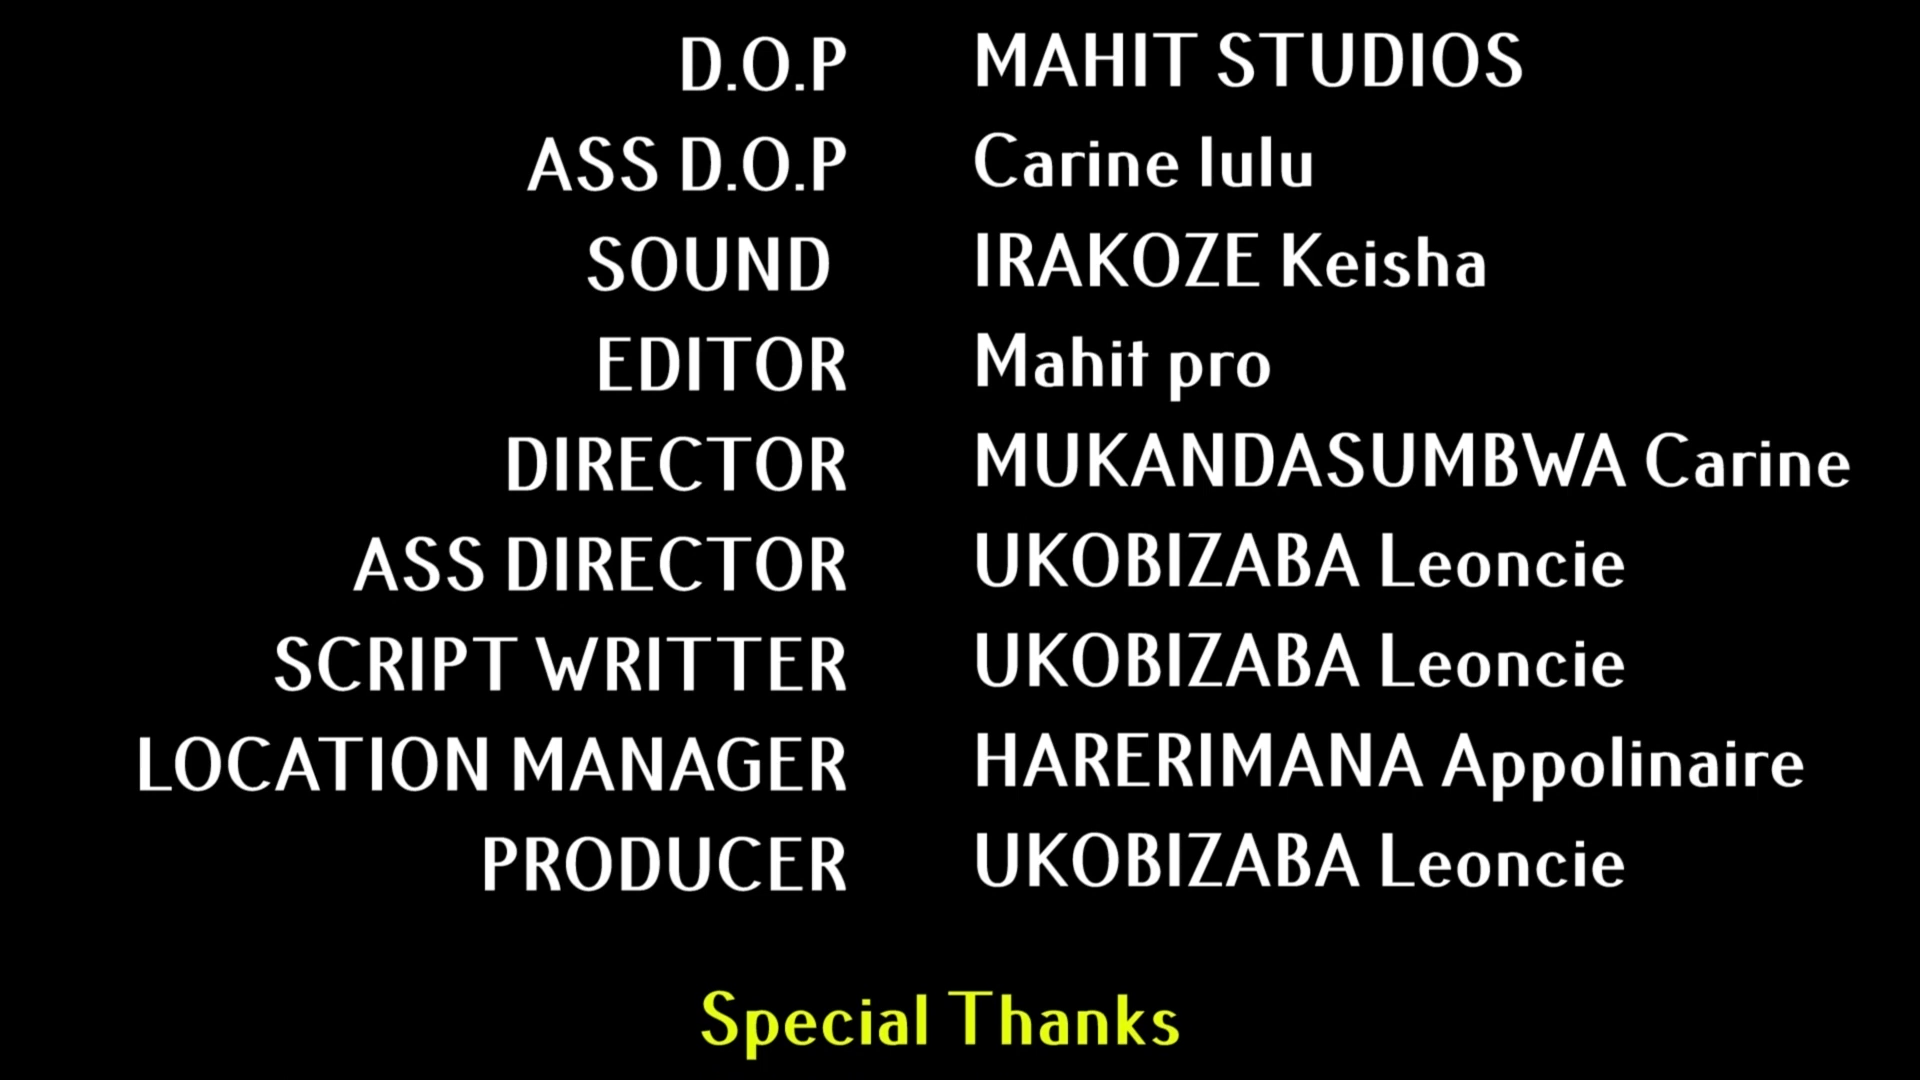 D.O.P MAHIT STUDIOS
ASS D.O.P Carine lulu
SOUND IRAKOZE Keisha
EDITOR Mahit pro
DIRECTOR MUKANDASUMBWA Carine
ASS DIRECTOR UKOBIZABA Leoncie
SCRIPT WRITTER UKOBIZABA Leoncie
LOCATION MANAGER HARERIMANA Appolinaire
PRODUCER UKOBIZABA Leoncie
Special Thanks